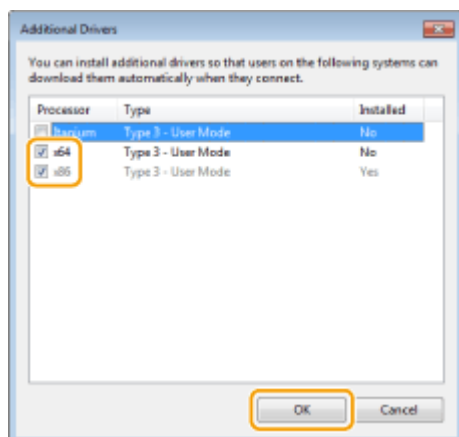 Additional Drivers
You can install additional drivers so that users on the following systems can
download them automatically when they connect.
Processor Type Installed
Itanium Type 3 - User Mode No
x64 Type 3 - User Mode No
x86 Type 3 - User Mode Yes
OK Cancel